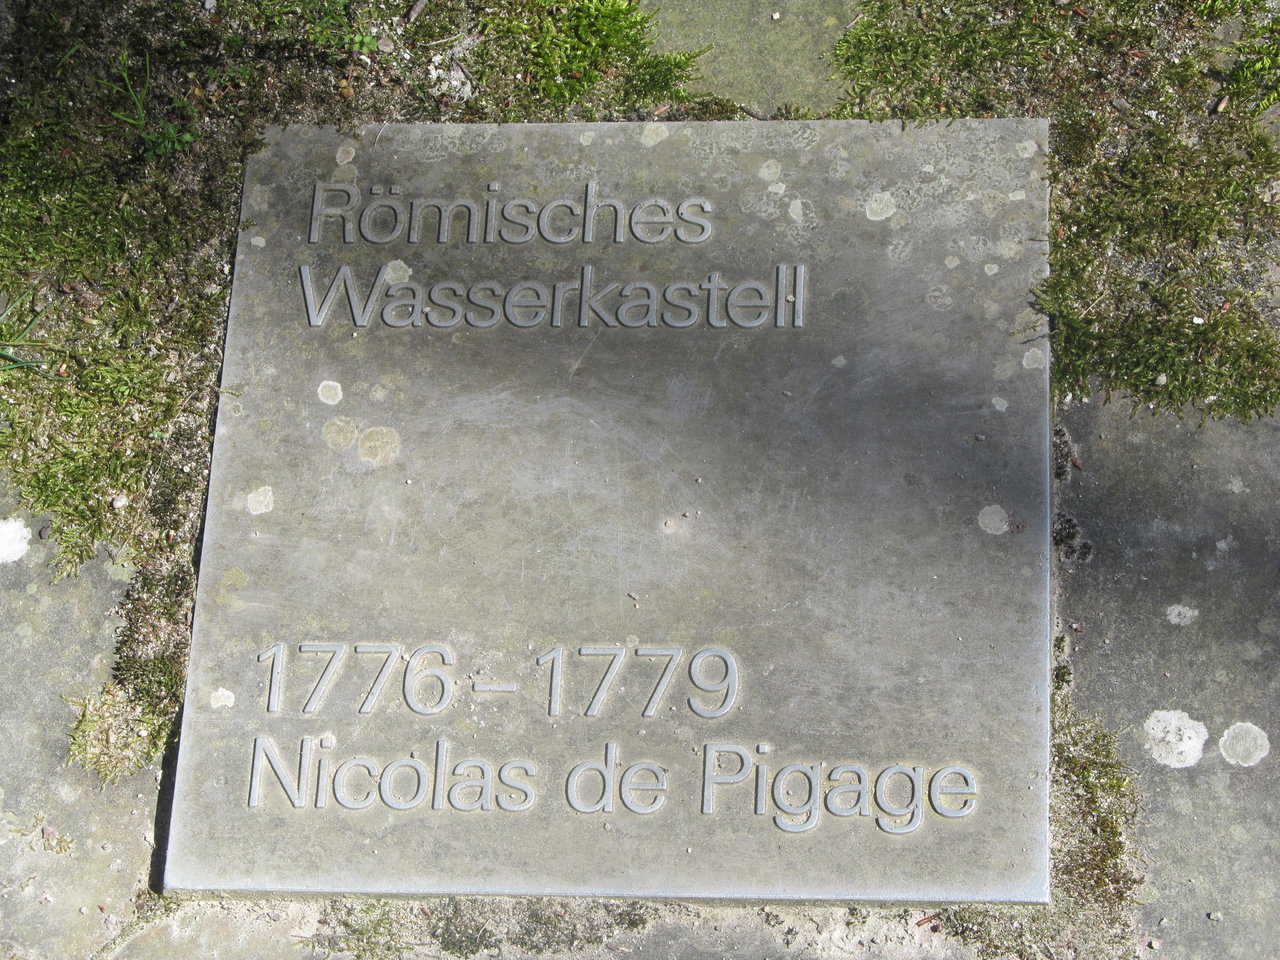 Römisches
Wasserkastell
1776 – 1779
Nicolas de Pigage